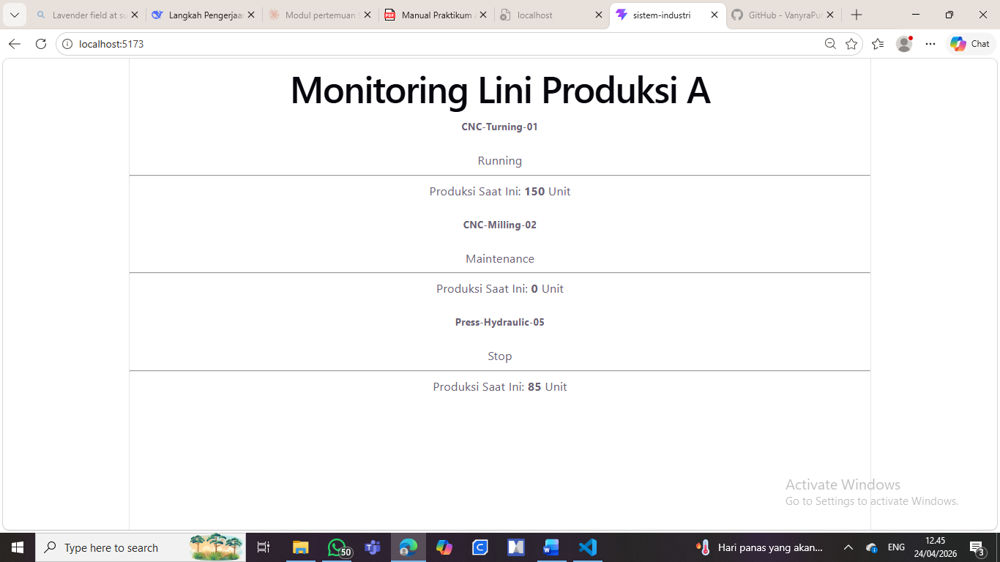 Lavender field at su
Langkah Pengerjaan
Modul pertemuan
Manual Praktikum
localhost
sistem-industri
GitHub - VanyraPu
localhost:5173
Chat
Monitoring Lini Produksi A
CNC-Turning-01
Running
Produksi Saat Ini: 150 Unit
CNC-Milling-02
Maintenance
Produksi Saat Ini: 0 Unit
Press-Hydraulic-05
Stop
Produksi Saat Ini: 85 Unit
Activate Windows
Go to Settings to activate Windows.
Type here to search
50
Hari panas yang akan...
ENG
12.45
24/04/2026
3